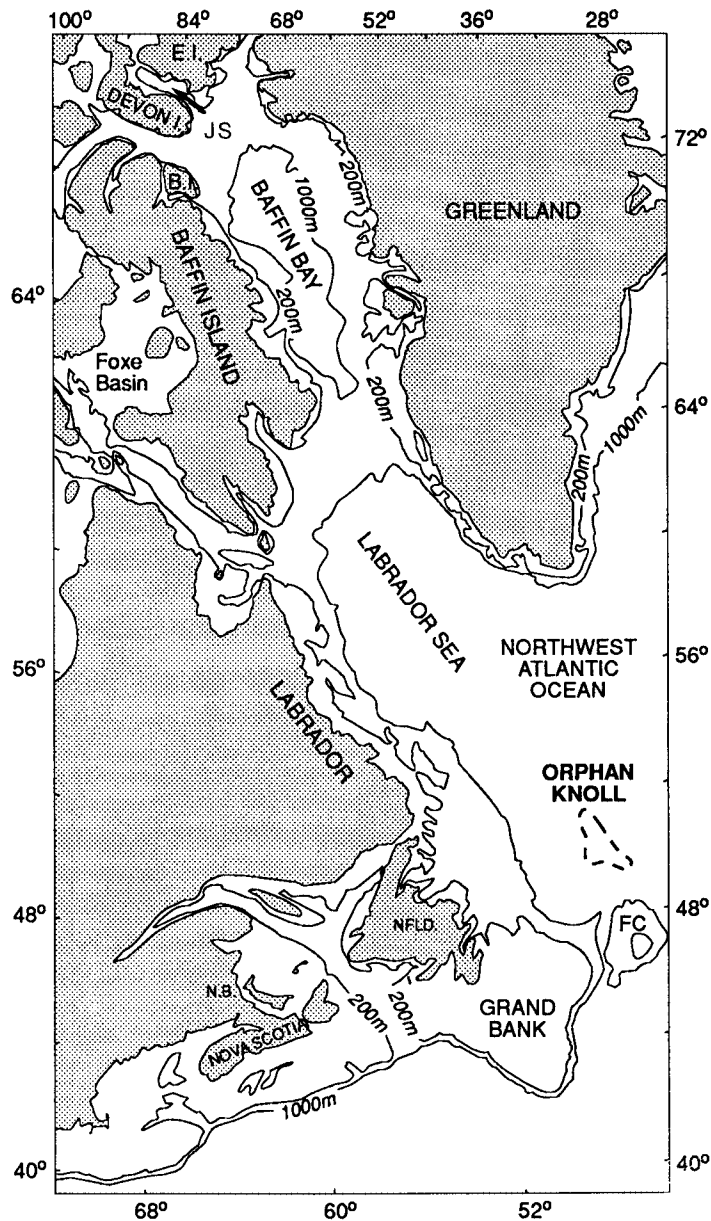 100° 84° 68° 52° 36° 28°
E.I.
DEVON I.
JS
72°
200m
1000m
B.I.
BAFFIN BAY
GREENLAND
BAFFIN ISLAND
200m
64°
Foxe
Basin
200m
64°
1000m
200m
LABRADOR SEA
NORTHWEST
ATLANTIC
OCEAN
56°
56°
LABRADOR
ORPHAN
KNOLL
48°
48°
NFLD.
FC
N.B.
200m
200m
GRAND
BANK
NOVA SCOTIA
1000m
40°
40°
68° 60° 52°